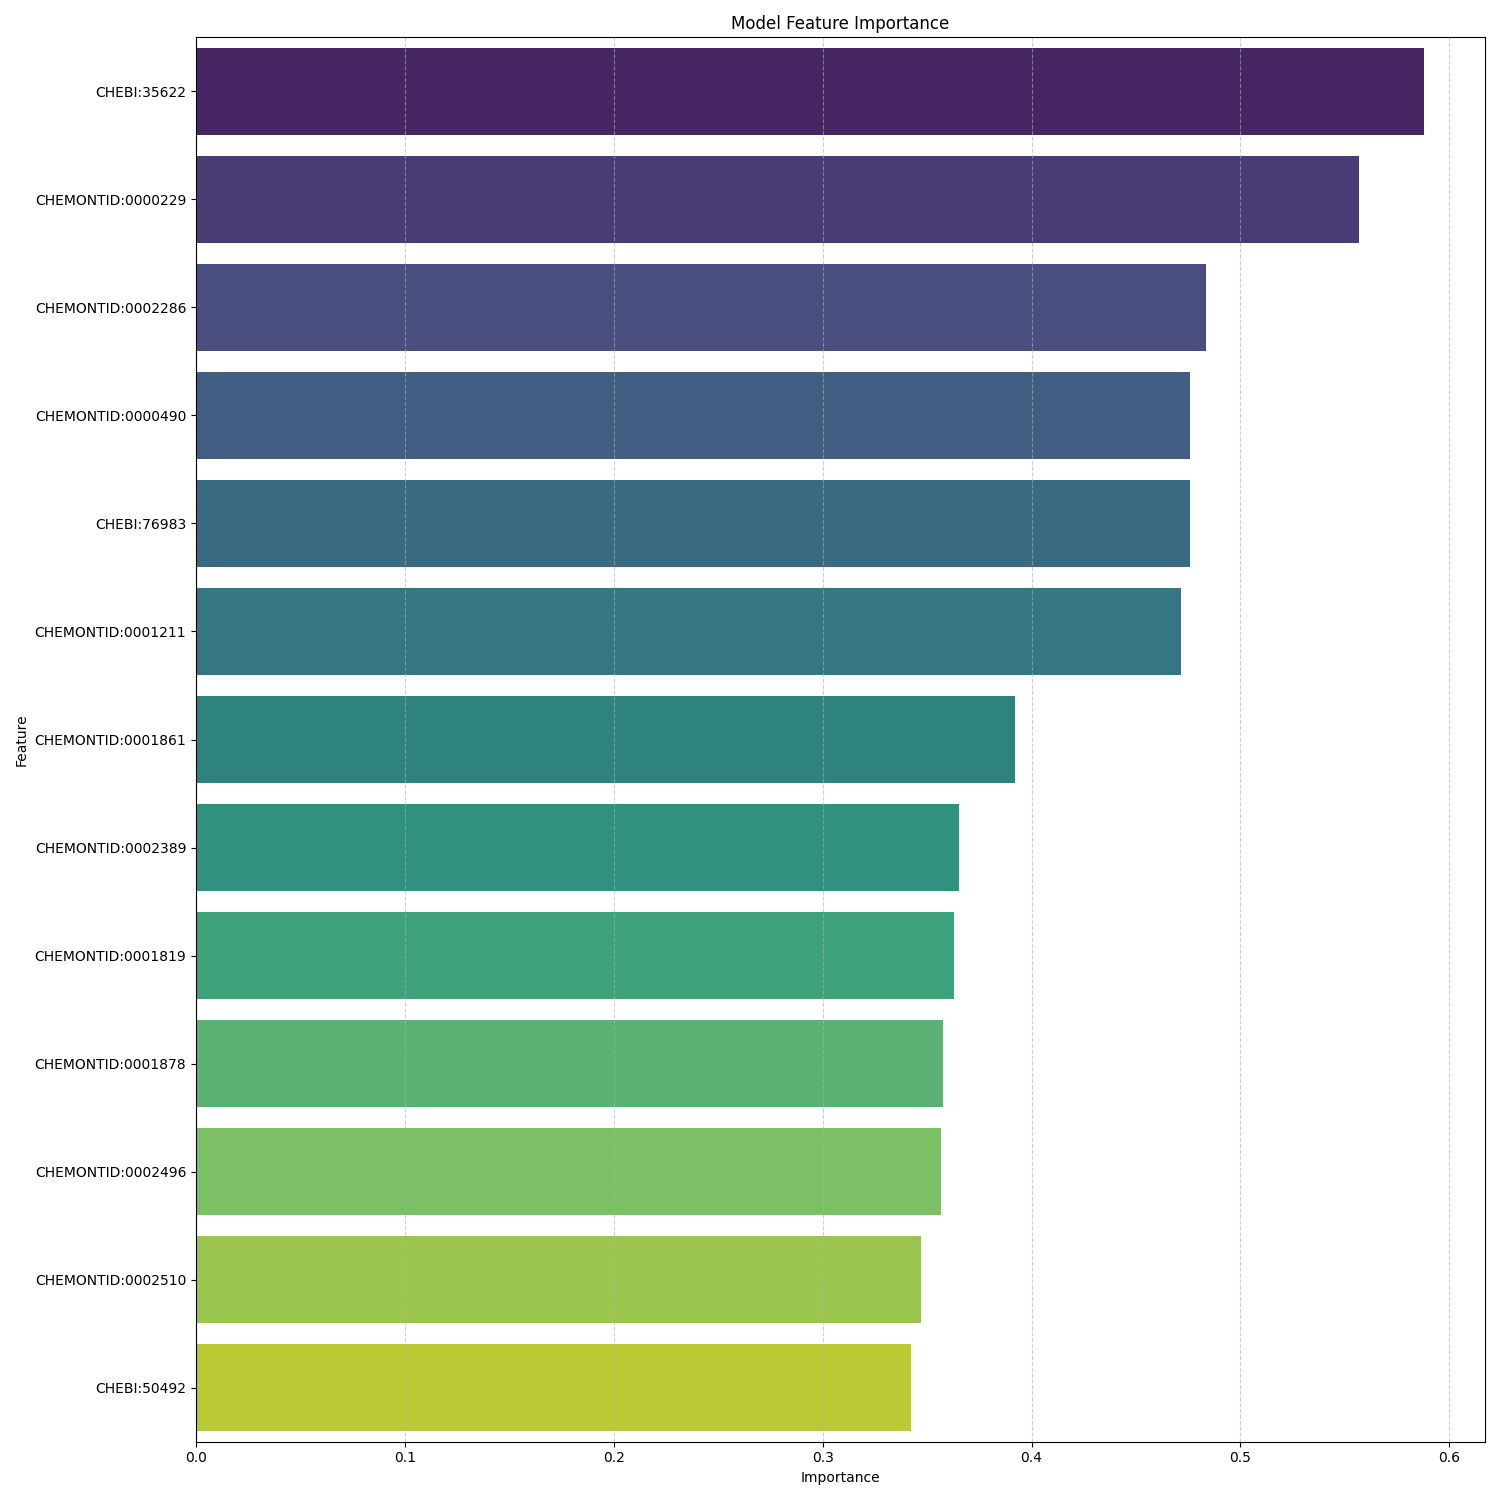 Model Feature Importance
CHEBI:35622
CHEMONTID:0000229
CHEMONTID:0002286
CHEMONTID:0000490
CHEBI:76983
CHEMONTID:0001211
CHEMONTID:0001861
CHEMONTID:0002389
CHEMONTID:0001819
CHEMONTID:0001878
CHEMONTID:0002496
CHEMONTID:0002510
CHEBI:50492
Feature
0.0 0.1 0.2 0.3 0.4 0.5 0.6
Importance